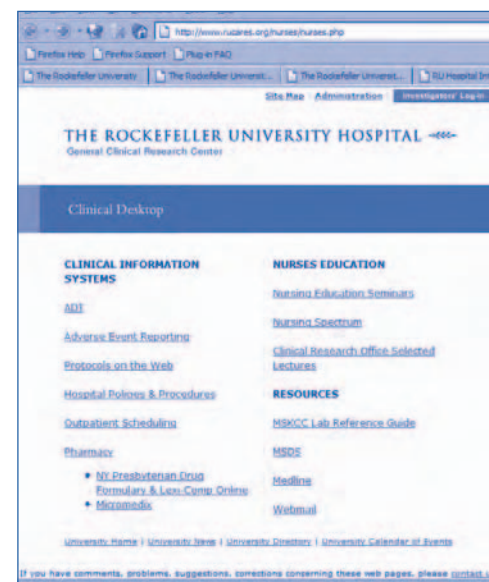 http://www.rucares.org/nurses/nurses.php
Firefox Help Firefox Support Plug-in FAQ
The Rockefeller University The Rockefeller Universit... The Rockefeller Universit... RU Hospital In
Site Map Administration Investigators' Log-in
THE ROCKEFELLER UNIVERSITY HOSPITAL
General Clinical Research Center
Clinical Desktop
CLINICAL INFORMATION
SYSTEMS
ADT
Adverse Event Reporting
Protocols on the Web
Hospital Policies & Procedures
Outpatient Scheduling
Pharmacy
NY Presbyterian Drug
Formulary & Lexi-Comp Online
Micromedix
NURSES EDUCATION
Nursing Education Seminars
Nursing Spectrum
Clinical Research Office Selected
Lectures
RESOURCES
MSKCC Lab Reference Guide
MSDS
Medline
Webmail
University Home | University News | University Directory | University Calendar of Events
If you have comments, problems, suggestions, corrections concerning these web pages, please contact u